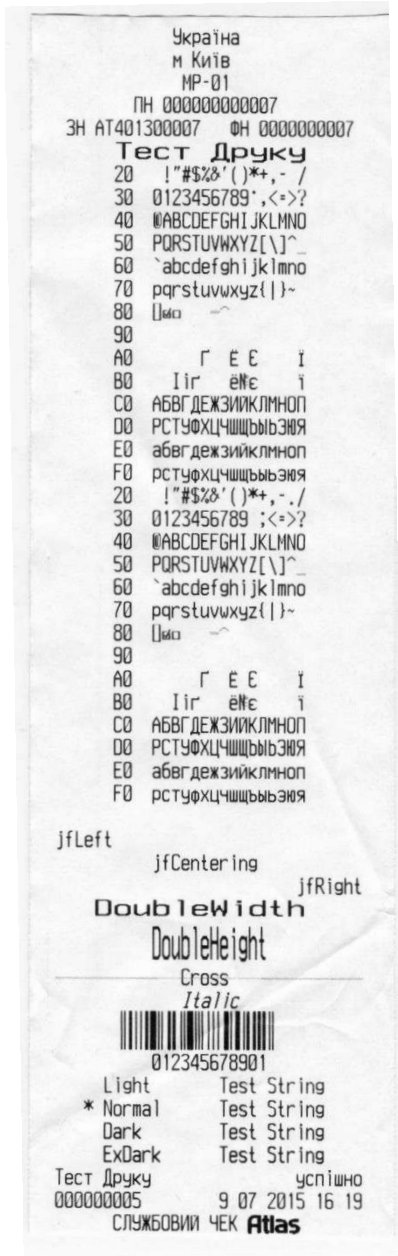 Україна
м Київ
МР-01
ПН 000000000007
ЗН АТ401300007 ФН 0000000007
Тест Друку
20 !"#$%&'()*+,- /
30 0123456789˙,<=>?
40 @ABCDEFGHIJKLMNO
50 PQRSTUVWXYZ[\]^_
60 `abcdefghijklmno
70 pqrstuvwxyz{|}~
80
90
A0 Ґ Ё Є Ї
B0 Ііґ ё№є ї
C0 АБВГДЕЖЗИЙКЛМНОП
D0 РСТУФХЦЧШЩЪЫЬЭЮЯ
E0 абвгдежзийклмноп
F0 рстуфхцчшщъыьэюя
20 !"#$%&'()*+,-./
30 0123456789 ;<=>?
40 @ABCDEFGHIJKLMNO
50 PQRSTUVWXYZ[\]^_
60 `abcdefghijklmno
70 pqrstuvwxyz{|}~
80
90
A0 Ґ Ё Є Ї
B0 Ііґ ё№є ї
C0 АБВГДЕЖЗИЙКЛМНОП
D0 РСТУФХЦЧШЩЪЫЬЭЮЯ
E0 абвгдежзийклмноп
F0 рстуфхцчшщъыьэюя
jfLeft
jfCentering
jfRight
DoubleWidth
DoubleHeight
Cross
Italic
012345678901
Light Test String
* Normal Test String
Dark Test String
ExDark Test String
Тест Друку успішно
000000005 9 07 2015 16 19
СЛУЖБОВИЙ ЧЕК Atlas